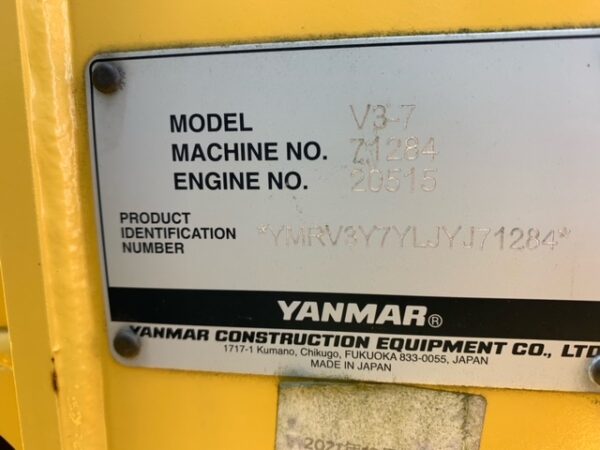 MODEL V3-7
MACHINE NO. 71284
ENGINE NO. 20515
PRODUCT
IDENTIFICATION
NUMBER
*YMRV3Y7YLJYJ71284*
YANMAR®
YANMAR CONSTRUCTION EQUIPMENT CO., LTD
1717-1 Kumano, Chikugo, FUKUOKA 833-0055, JAPAN
MADE IN JAPAN